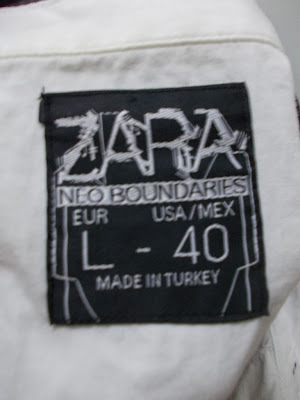 ZARA
NEO BOUNDARIES
EUR USA/MEX
L - 40
MADE IN TURKEY